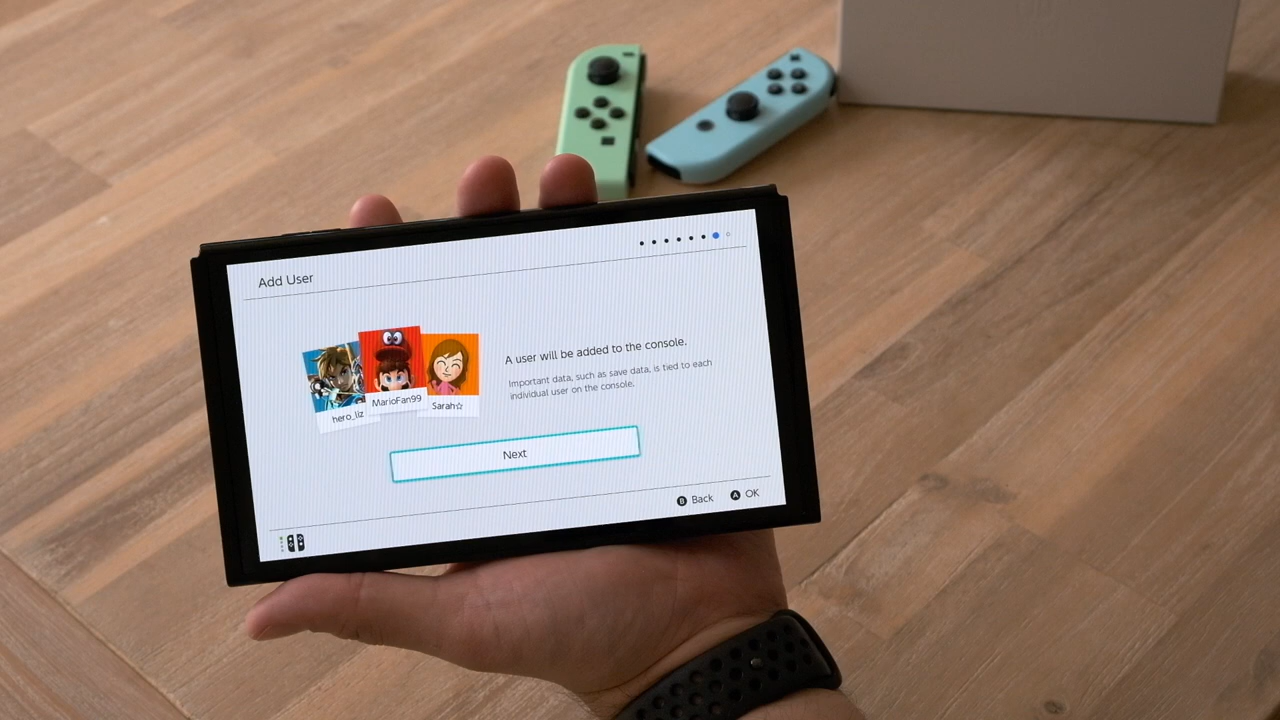 Add User
hero_liz
MarioFan99
Sarah☆
A user will be added to the console.
Important data, such as save data, is tied to each
individual user on the console.
Next
B Back
A OK